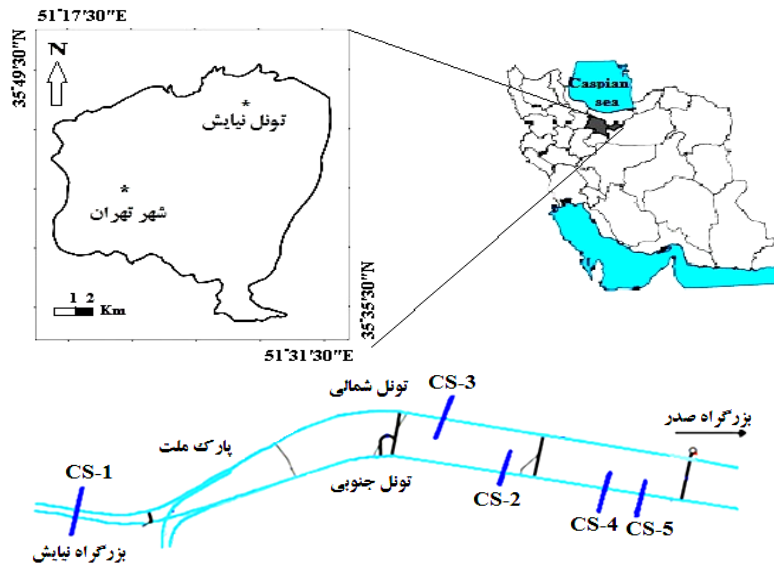 51°17'30"E
35°49'30"N
N
تونل نیایش
شهر تهران
1 2
Km
35°35'30"N
51°31'30"E
Caspian
sea
CS-3
تونل شمالی
بزرگراه صدر
پارک ملت
CS-1
تونل جنوبی
CS-2
CS-4
CS-5
بزرگراه نیایش